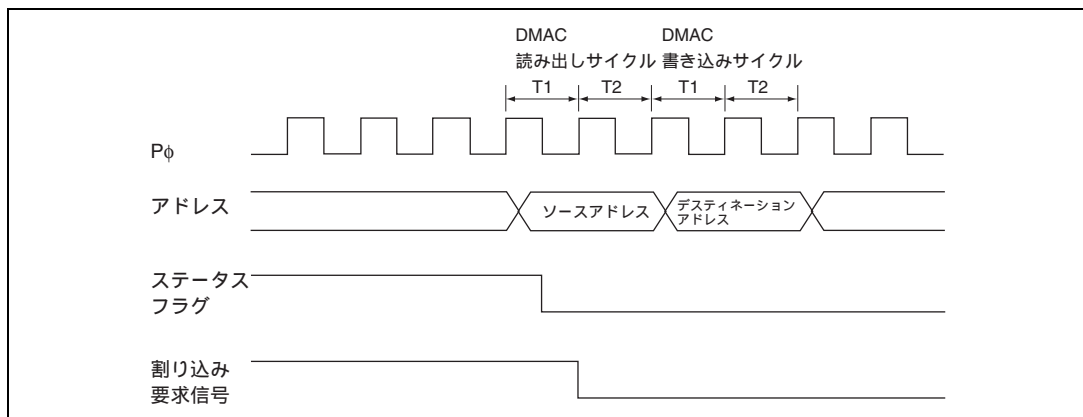 DMAC DMAC
読み出しサイクル 書き込みサイクル
T1 T2 T1 T2
Pφ
アドレス
ソースアドレス
デスティネーション
アドレス
ステータス
フラグ
割り込み
要求信号